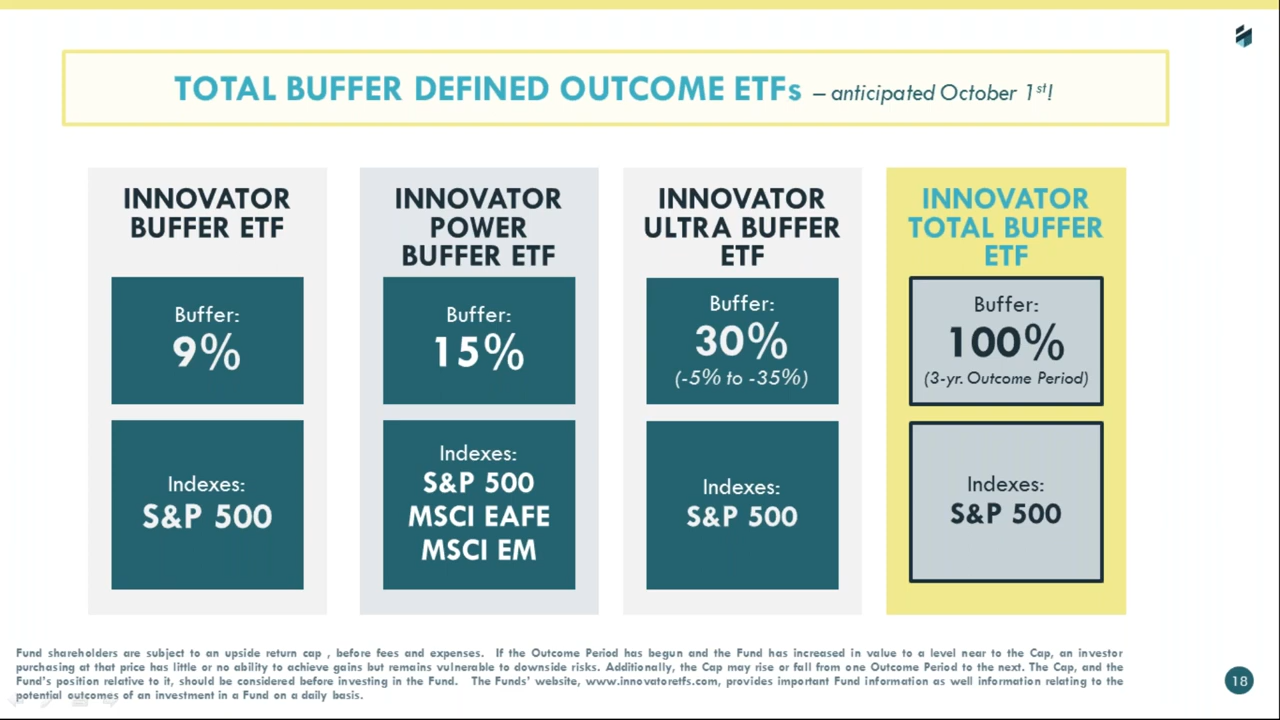 TOTAL BUFFER DEFINED OUTCOME ETFs – anticipated October 1st!
INNOVATOR
BUFFER ETF
Buffer:
9%
Indexes:
S&P 500
INNOVATOR
POWER
BUFFER ETF
Buffer:
15%
Indexes:
S&P 500
MSCI EAFE
MSCI EM
INNOVATOR
ULTRA BUFFER
ETF
Buffer:
30%
(-5% to -35%)
Indexes:
S&P 500
INNOVATOR
TOTAL BUFFER
ETF
Buffer:
100%
(3-yr. Outcome Period)
Indexes:
S&P 500
Fund shareholders are subject to an upside return cap , before fees and expenses. If the Outcome Period has begun and the Fund has increased in value to a level near to the Cap, an investor
purchasing at that price has little or no ability to achieve gains but remains vulnerable to downside risks. Additionally, the Cap may rise or fall from one Outcome Period to the next. The Cap, and the
Fund's position relative to it, should be considered before investing in the Fund. The Funds' website, www.innovatoretfs.com, provides important Fund information as well information relating to the
potential outcomes of an investment in a Fund on a daily basis.
18